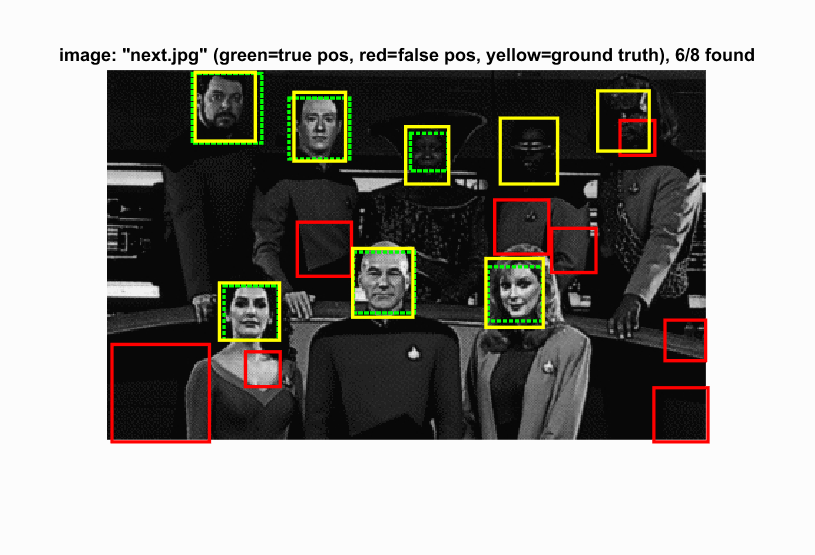 image: "next.jpg" (green=true pos, red=false pos, yellow=ground truth), 6/8 found